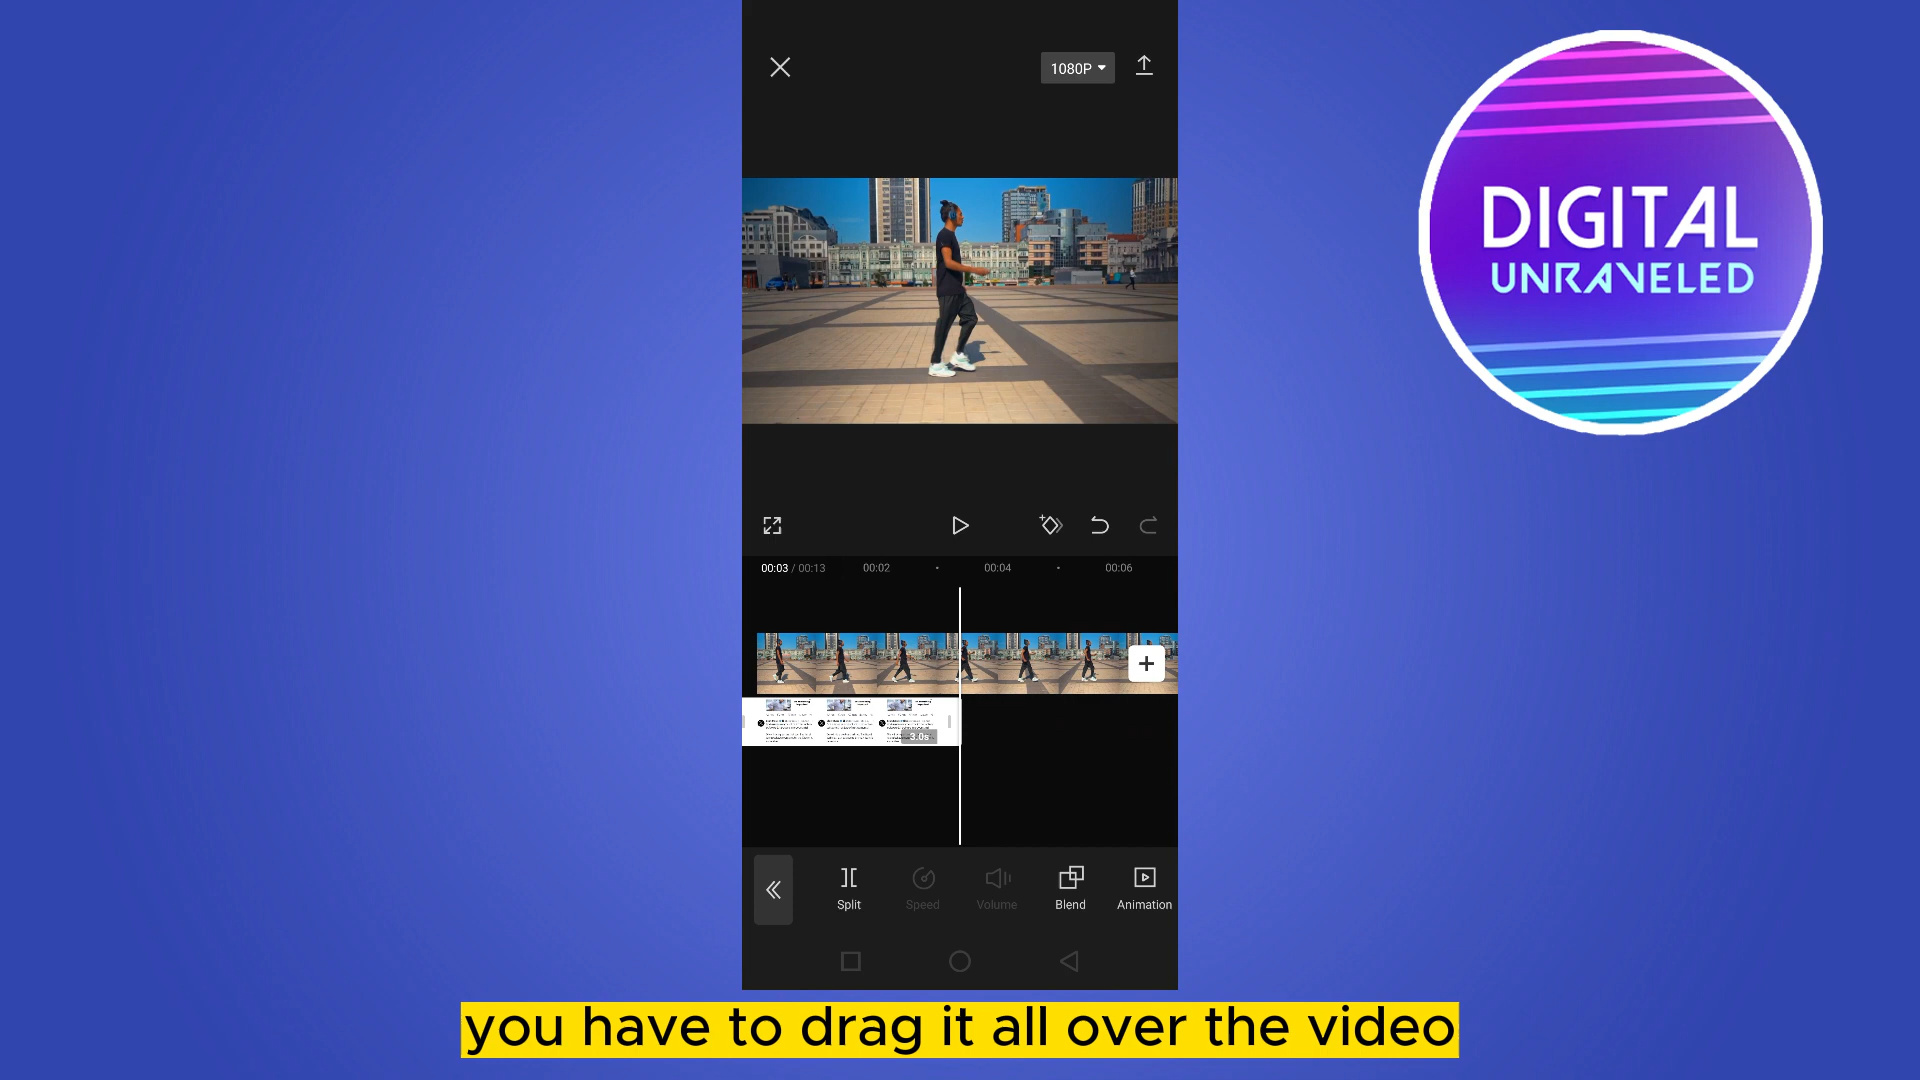 1080P
DIGITAL
UNRAVELED
00:03 / 00:13
00:02
00:04
00:06
3.0s
Split
Speed
Volume
Blend
Animation
you have to drag it all over the video